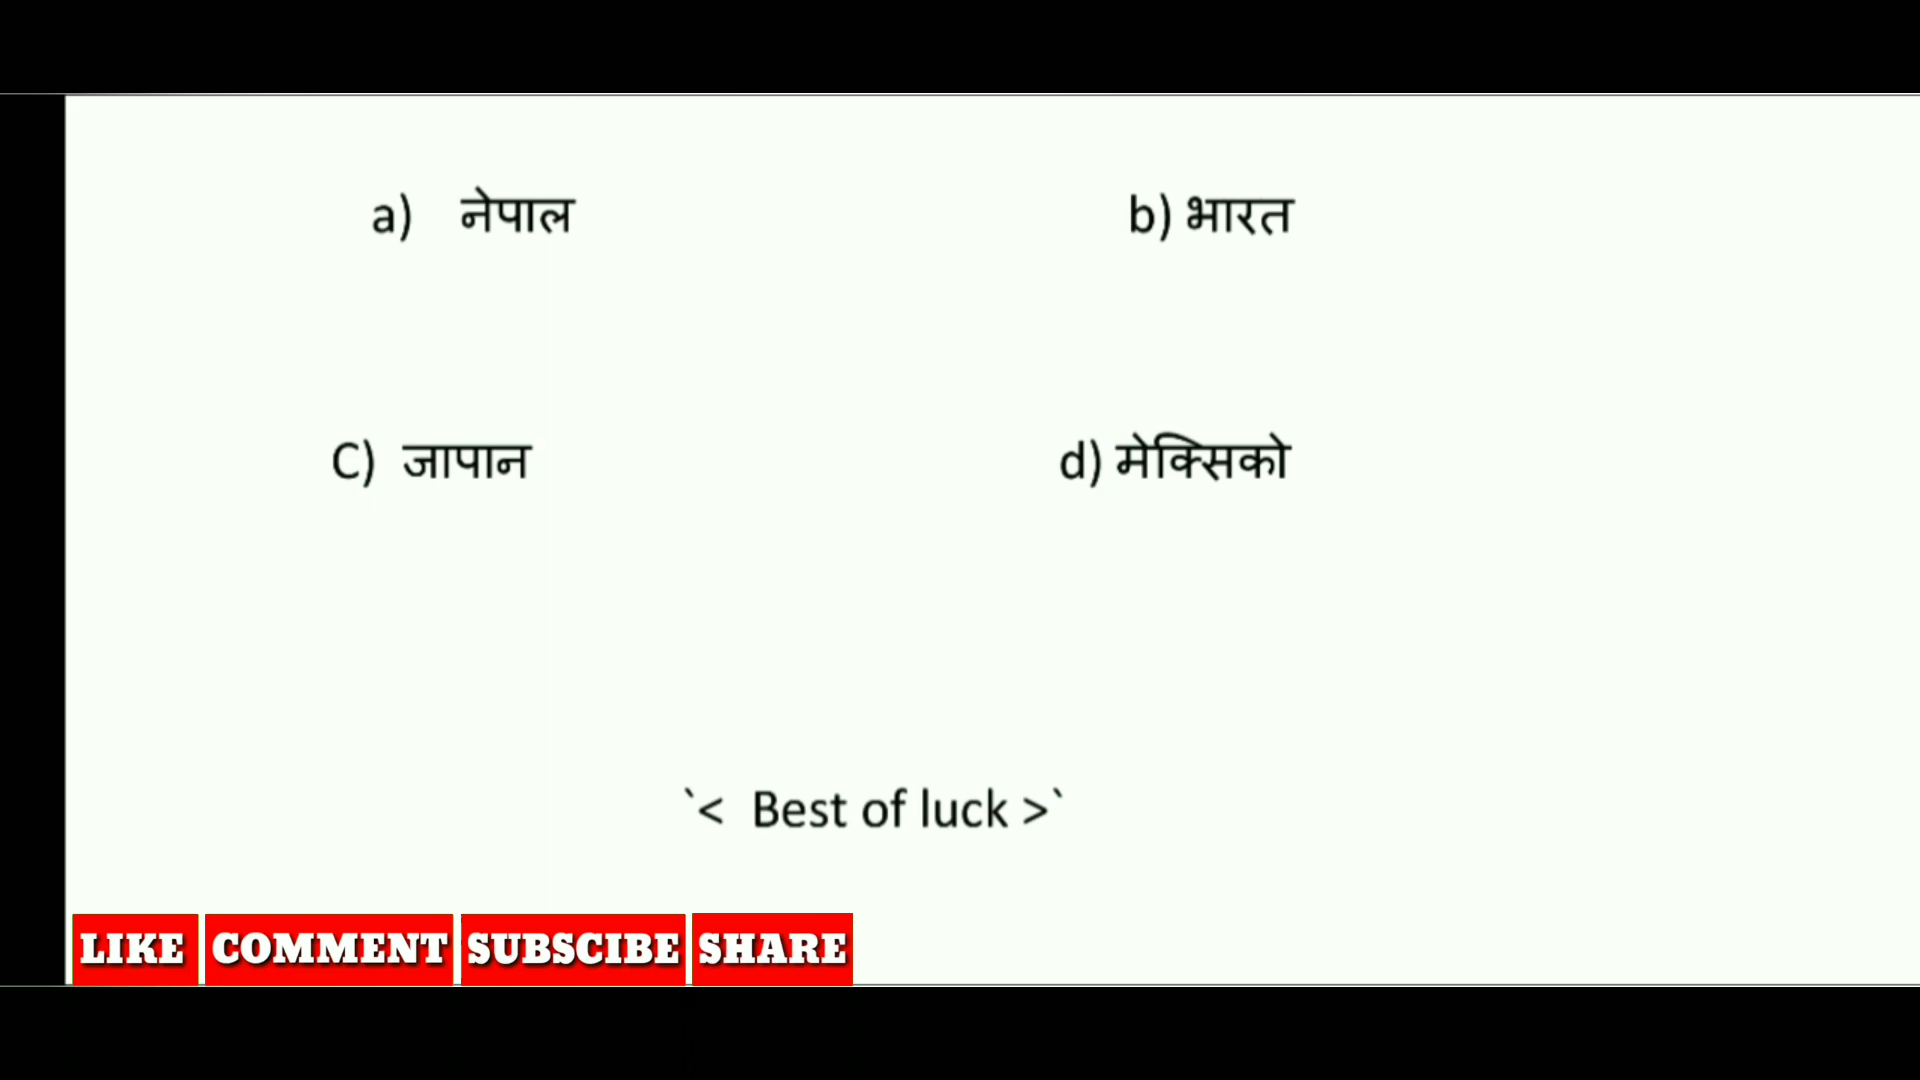 a) नेपाल b) भारत
C) जापान d) मेक्सिको
`< Best of luck >`
LIKE COMMENT SUBSCIBE SHARE